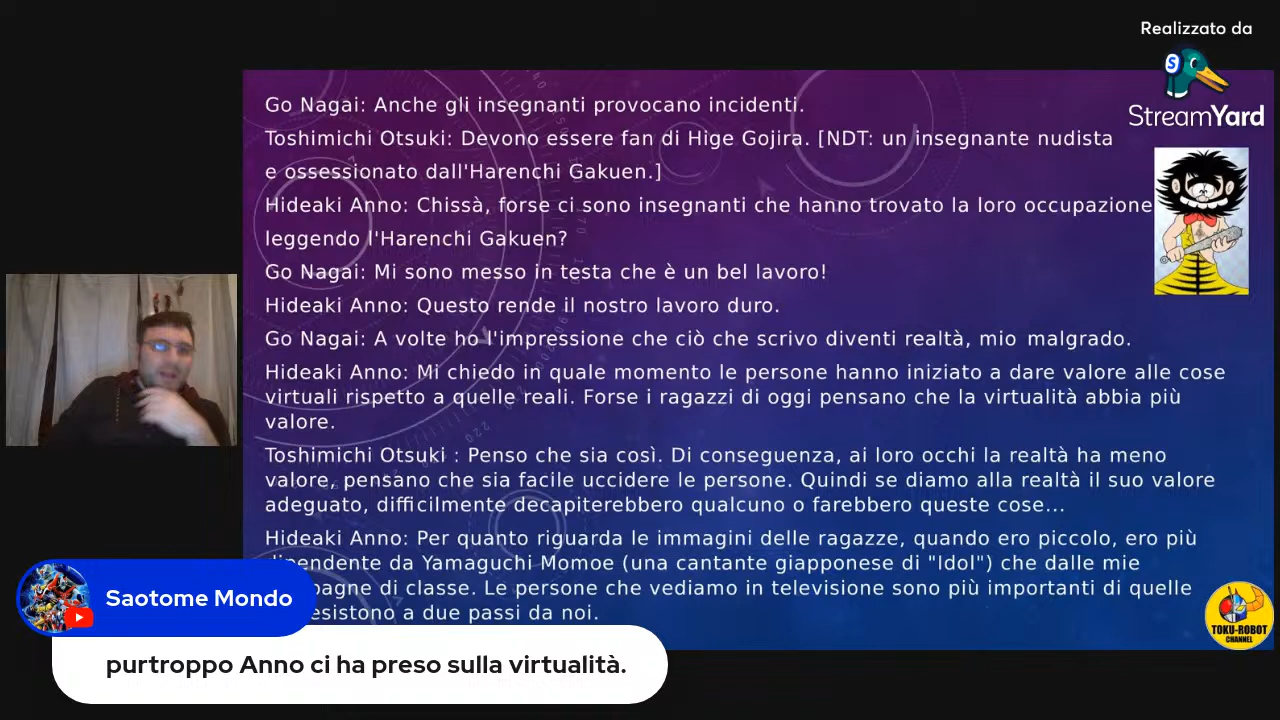 Realizzato da
StreamYard
Go Nagai: Anche gli insegnanti provocano incidenti.
Toshimichi Otsuki: Devono essere fan di Hige Gojira. [NDT: un insegnante nudista
e ossessionato dall'Harenchi Gakuen.]
Hideaki Anno: Chissà, forse ci sono insegnanti che hanno trovato la loro occupazione
leggendo l'Harenchi Gakuen?
Go Nagai: Mi sono messo in testa che è un bel lavoro!
Hideaki Anno: Questo rende il nostro lavoro duro.
Go Nagai: A volte ho l'impressione che ciò che scrivo diventi realtà, mio malgrado.
Hideaki Anno: Mi chiedo in quale momento le persone hanno iniziato a dare valore alle cose
virtuali rispetto a quelle reali. Forse i ragazzi di oggi pensano che la virtualità abbia più
valore.
Toshimichi Otsuki : Penso che sia così. Di conseguenza, ai loro occhi la realtà ha meno
valore, pensano che sia facile uccidere le persone. Quindi se diamo alla realtà il suo valore
adeguato, difficilmente decapiterebbero qualcuno o farebbero queste cose...
Hideaki Anno: Per quanto riguarda le immagini delle ragazze, quando ero piccolo, ero più
da Yamaguchi Momoe (una cantante giapponese di "Idol") che dalle mie
di classe. Le persone che vediamo in televisione sono più importanti di quelle
esistono a due passi da noi.
TOKU-ROBOT
CHANNEL
Saotome Mondo
purtroppo Anno ci ha preso sulla virtualità.